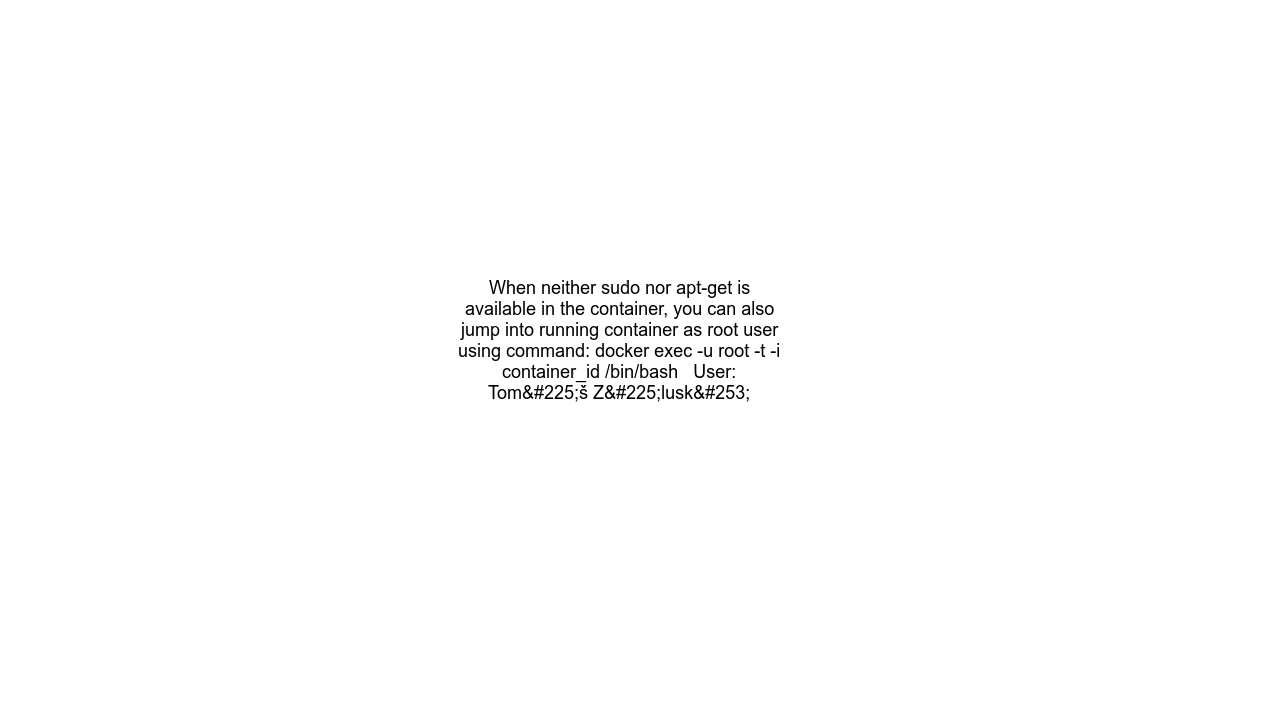 When neither sudo nor apt-get is
available in the container, you can also
jump into running container as root user
using command: docker exec -u root -t -i
container_id /bin/bash   User:
Tom&#225;š Z&#225;lusk&#253;